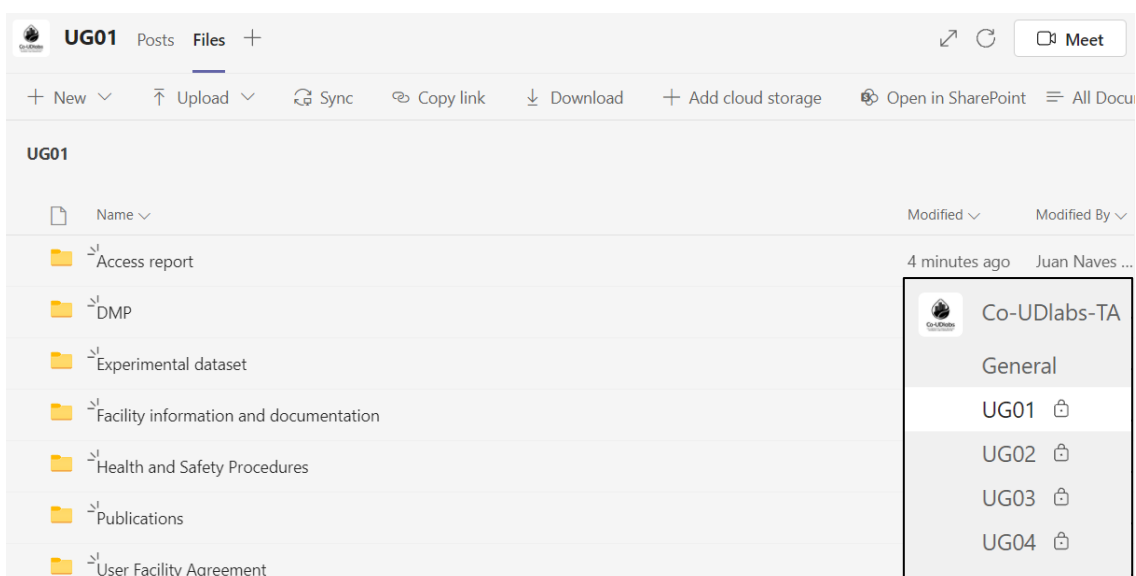 UG01 Posts Files Meet
New Upload Sync Copy link Download Add cloud storage Open in SharePoint All Docu
UG01
Name Modified Modified By
Access report 4 minutes ago Juan Naves ...
DMP
Experimental dataset
Facility information and documentation
Health and Safety Procedures
Publications
User Facility Agreement
Co-UDlabs
Co-UDlabs-TA
General
UG01
UG02
UG03
UG04